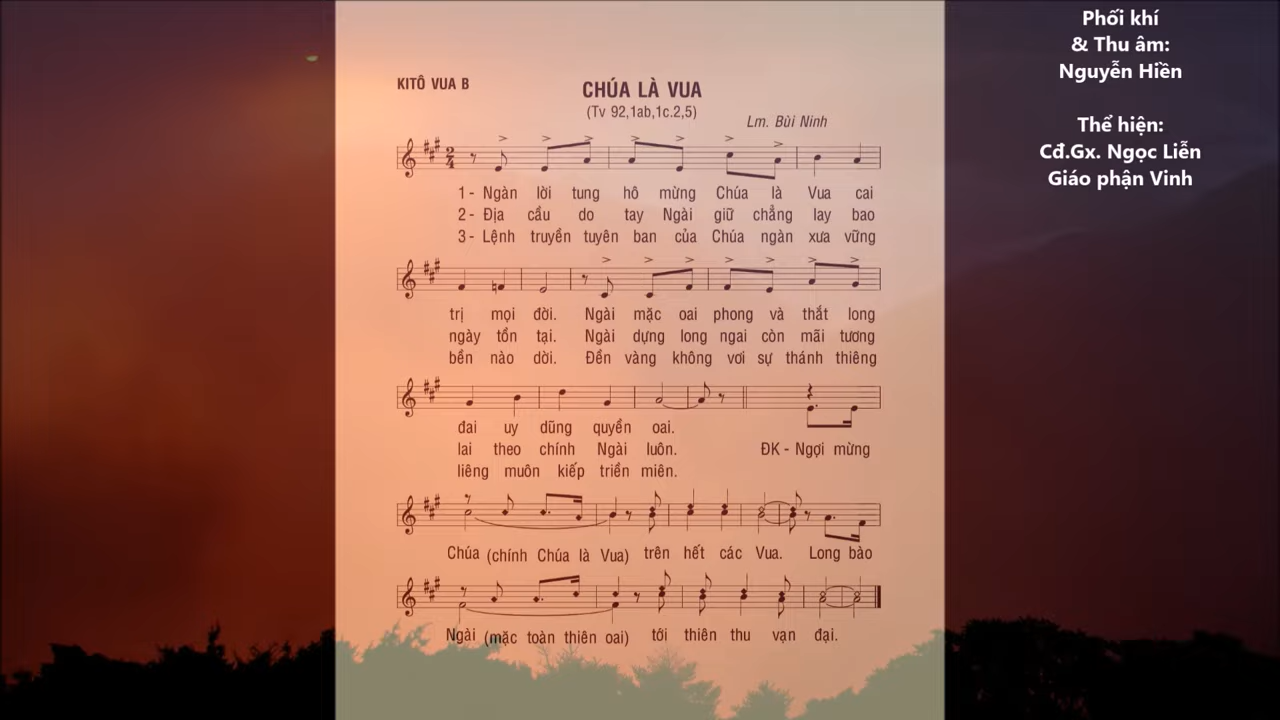 KITÔ VUA B
CHÚA LÀ VUA
(Tv 92,1ab,1c.2,5)
Lm. Bùi Ninh
2
4
1- Ngàn lời tung hô mừng Chúa là Vua cai
2- Địa cầu do tay Ngài giữ chẳng lay bao
3- Lệnh truyền tuyên ban của Chúa ngàn xưa vững
trị mọi đời. Ngài mặc oai phong và thắt long
ngày tồn tại. Ngài dựng long ngai còn mãi tương
bền nào dời. Đền vàng không vơi sự thánh thiêng
đai uy dũng quyền oai.
lai theo chính Ngài luôn. ĐK - Ngợi mừng
liêng muôn kiếp triền miên.
Chúa (chính Chúa là Vua) trên hết các Vua. Long bào
Ngài (mặc toàn thiên oai) tới thiên thu vạn đại.
Phối khí
& Thu âm:
Nguyễn Hiền
Thể hiện:
Cđ.Gx. Ngọc Liễn
Giáo phận Vinh